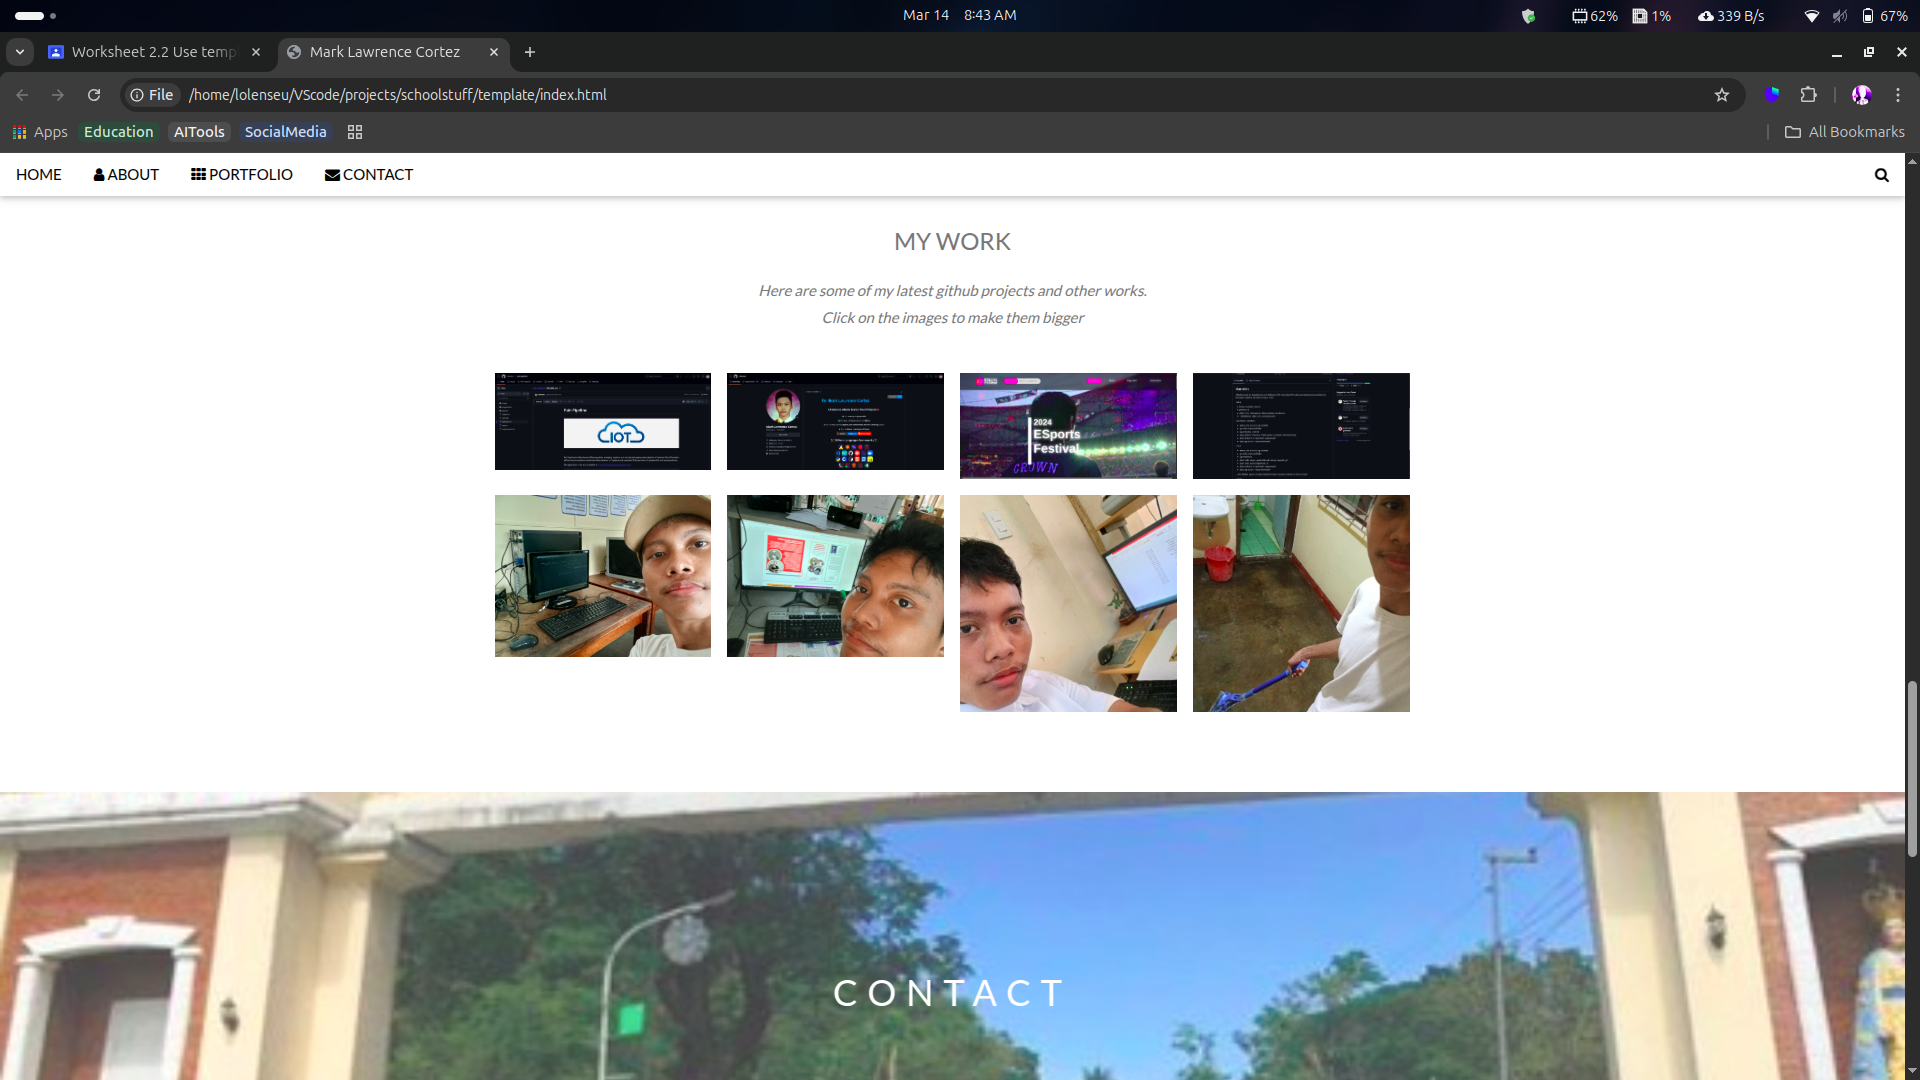 Mar 14 8:43 AM
62% 1% 339 B/s 67%
Worksheet 2.2 Use temp
Mark Lawrence Cortez
File /home/lolenseu/VScode/projects/schoolstuff/template/index.html
Apps Education AITools SocialMedia
All Bookmarks
HOME ABOUT PORTFOLIO CONTACT
MY WORK
Here are some of my latest github projects and other works.
Click on the images to make them bigger
IOT
2024
ESports
Festival
CROWN
CONTACT